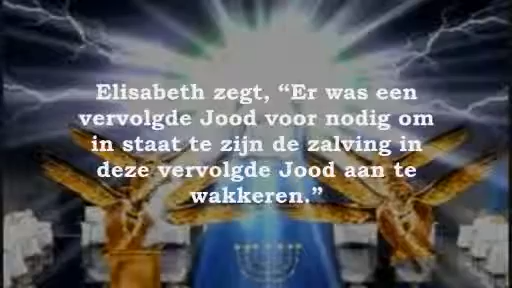 Elisabeth zegt, “Er was een
vervolgde Jood voor nodig om
in staat te zijn de zalving in
deze vervolgde Jood aan te
wakkeren.”